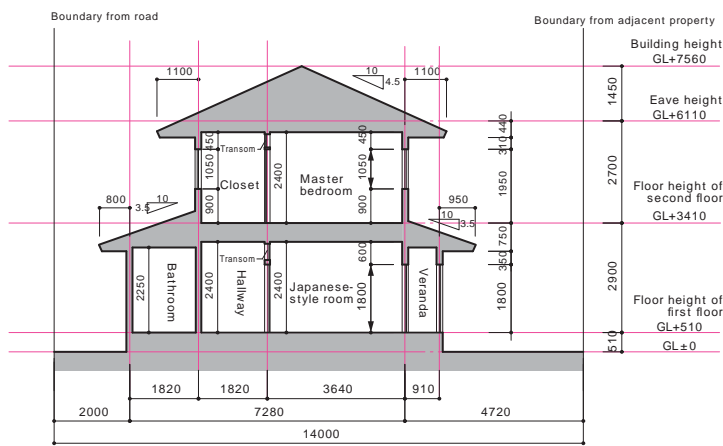 Boundary from road
Boundary from adjacent property
Building height
GL+7560
1100
10
4.5
1100
1450
Eave height
GL+6110
450
Transom
1050
Closet
900
2400
Master
bedroom
450
1050
900
440
310
1950
2700
800
10
3.5
950
10
3.5
Floor height of
second floor
GL+3410
2250
Bathroom
2400
Hallway
Transom
2400
Japanese-
style room
600
1800
Veranda
750
350
1800
2900
Floor height of
first floor
GL+510
510
GL±0
1820
1820
3640
910
2000
7280
4720
14000